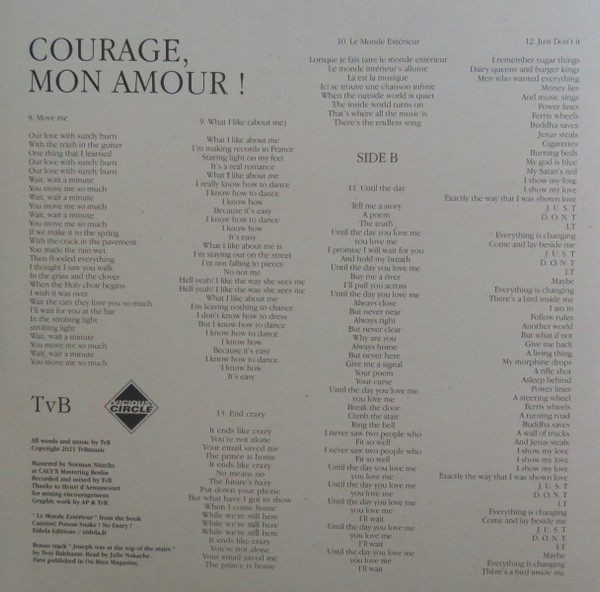 COURAGE,
MON AMOUR !
8. Move me
Our love with surely burn
With the trash in the gutter
One thing that I learned
Our love with surely burn
Our love with surely burn
Wait, wait a minute
You move me so much
Wait, wait a minute
You move me so much
Wait, wait a minute
You move me so much
If we make it to the spring
With the crack in the pavement
You made the rain wet
Then flooded everything
I thought I saw you walk
In the grass and the clover
When the Holy choir begins
I wish it was over
Wait the cars they love you so much
I'll wait for you at the bar
In the strobing light
strobing light
Wait, wait a minute
You move me so much
Wait, wait a minute
You move me so much
TvB
VICIOUS
CIRCLE
All words and music by TvB
Copyright 2021 TvBmusic
Mastered by Norman Nitzsche
at CALYX Mastering Berlin
Recorded and mixed by TvB
Thanks to Henri d'Armancourt
for mixing encouragement
Graphic work by AP & TvB.
" Le Monde Extérieur " from the book
Caution! Poison Snake ! No Entry !
Eidola Editions // eidola.fr
Bonus track " Joseph was at the top of the stairs "
by Troy Balthazar. Read by Julie Nakache.
First published in Ou Bien Magazine.
9. What I like (about me)
What I like about me
I'm making records in France
Staying light on my feet
It's a real romance
What I like about me
I really know how to dance
I know how to dance
I know how
Because it's easy
I know how to dance
I know how
It's easy
What I like about me is
I'm staying out on the street
I'm not falling to pieces
No not me
Hell yeah! I like the way she sees me
Hell yeah! I like the way she sees me
What I like about me
I'm leaving nothing to chance
I don't know how to dress
But I know how to dance
I know how to dance
I know how
Because it's easy
I know how to dance
I know how
It's easy
13. End crazy
It ends like crazy
You're not alone
Your email saved me
The prince is home
It ends like crazy
No means no
The future's hazy
Put down your phone
But what have I got to show
When I come home
While we're still here
While we're still here
While we're still here
It ends like crazy
You're not alone
Your email saved me
The prince is home
10. Le Monde Extérieur
Lorsque je fais taire le monde extérieur
Le monde intérieur s'allume
Là est la musique
Ici se trouve une chanson infinie
When the outside world is quiet
The inside world turns on
That's where all the music is
There's the endless song
SIDE B
11. Until the day
Tell me a story
A poem
The truth
Until the day you love me
you love me
I promise I will wait for you
And hold my breath
Until the day you love me
Buy me a river
I'll pull you across
Until the day you love me
Always close
But never near
Always right
But never clear
Why are you
Always home
But never here
Give me a signal
Your poem
Your curse
Until the day you love me
you love me
Break the door
Climb the stair
Ring the bell
I never saw two people who
Fit so well
I never saw two people who
Fit so well
Until the day you love me
you love me
Until the day you love me
you love me
Until the day you love me
you love me
I'll wait
Until the day you love me
you love me
I'll wait
Until the day you love me
you love me
I'll wait
12. Just Don't it
I remember sugar things
Dairy queens and burger kings
Men who wanted everything
Money lies
And music sings
Power lines
Ferris wheels
Buddha saves
Jesus steals
Cigarettes
Burning beds
My god is blue
My Satan's red
I show my love
I show my love
Exactly the way that I was shown love
J. U. S. T
D. O. N. T
I.T
Everything is changing
Come and lay beside me
J. U. S. T
D. O. N. T
I.T
Maybe
Everything is changing
There's a bird inside me
I am in
Follow rules
Another world
But what if not
Give me back
A living thing
My morphine drops
A rifle shot
Asleep behind
Power lines
A steering wheel
Ferris wheels
A turning road
Buddha saves
A wall of trucks
And Jesus steals
I show my love
I show my love
I show my love
Exactly the way that I was shown love
J. U. S. T
D. O. N. T
I.T
Everything is changing
Come and lay beside me
J. U. S. T
D. O. N. T
I.T
Maybe
Everything is changing
There's a bird inside me